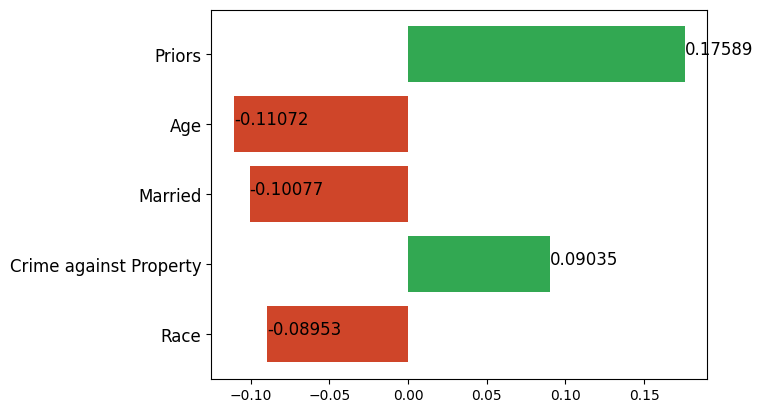 Priors
0.17589
Age
-0.11072
Married
-0.10077
Crime against Property
0.09035
Race
-0.08953
−0.10 −0.05 0.00 0.05 0.10 0.15